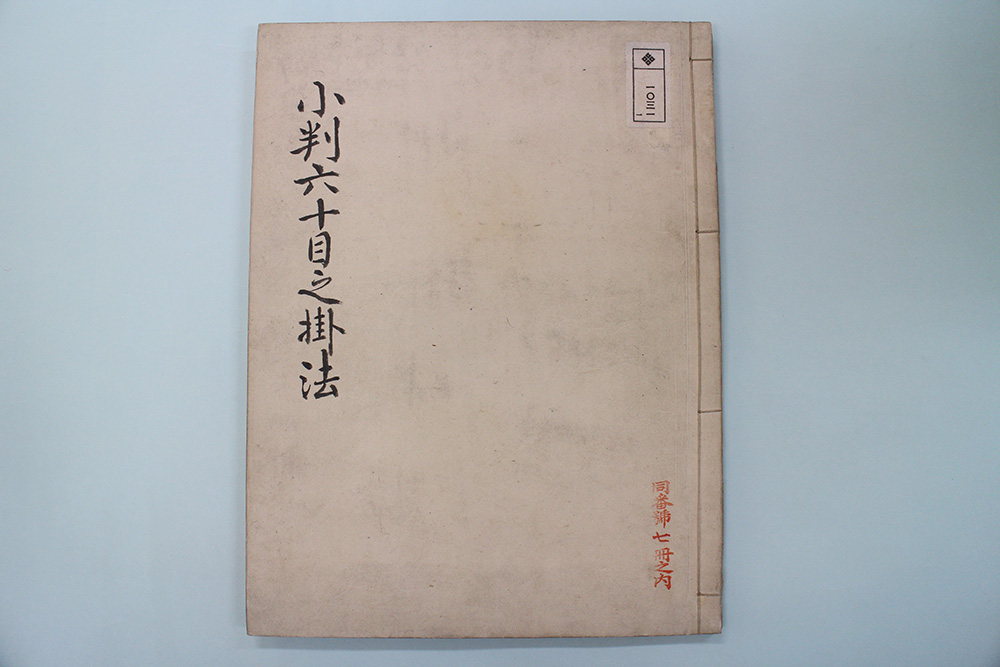 一〇三二
一
小判六十目之掛法
同番號七冊之内